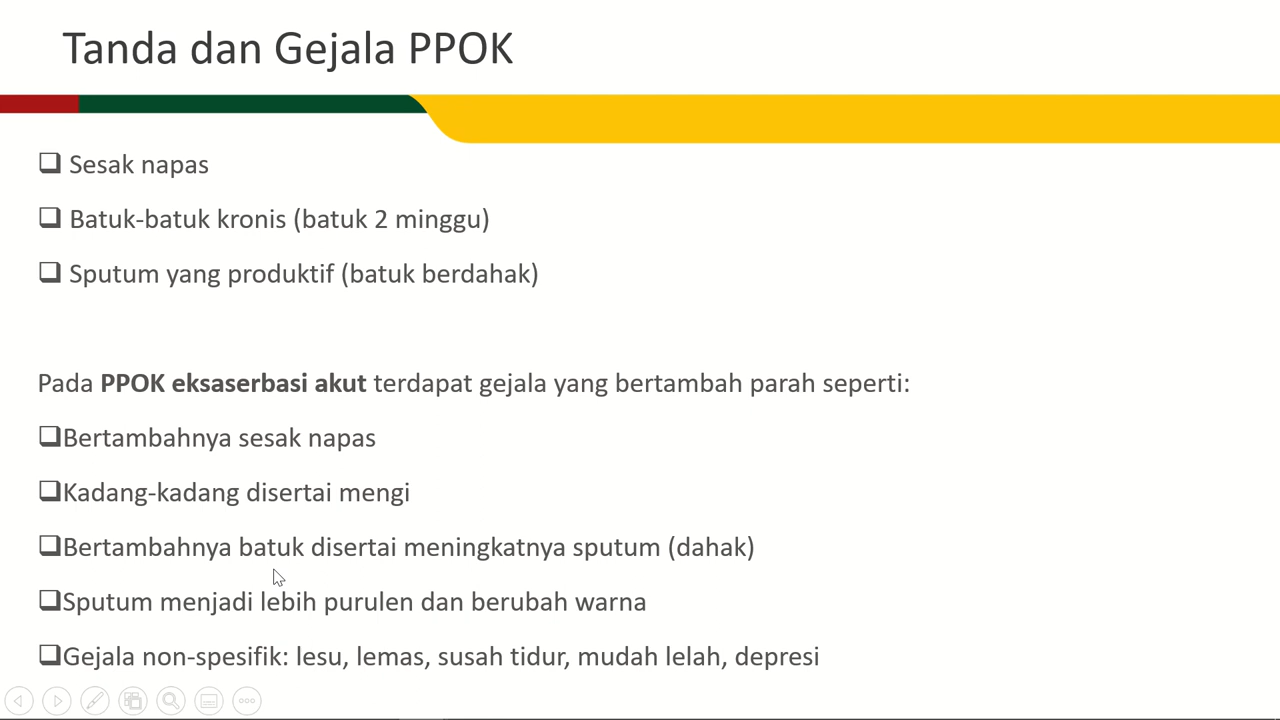 Tanda dan Gejala PPOK
❑ Sesak napas
❑ Batuk-batuk kronis (batuk 2 minggu)
❑ Sputum yang produktif (batuk berdahak)
Pada PPOK eksaserbasi akut terdapat gejala yang bertambah parah seperti:
❑Bertambahnya sesak napas
❑Kadang-kadang disertai mengi
❑Bertambahnya batuk disertai meningkatnya sputum (dahak)
❑Sputum menjadi lebih purulen dan berubah warna
❑Gejala non-spesifik: lesu, lemas, susah tidur, mudah lelah, depresi